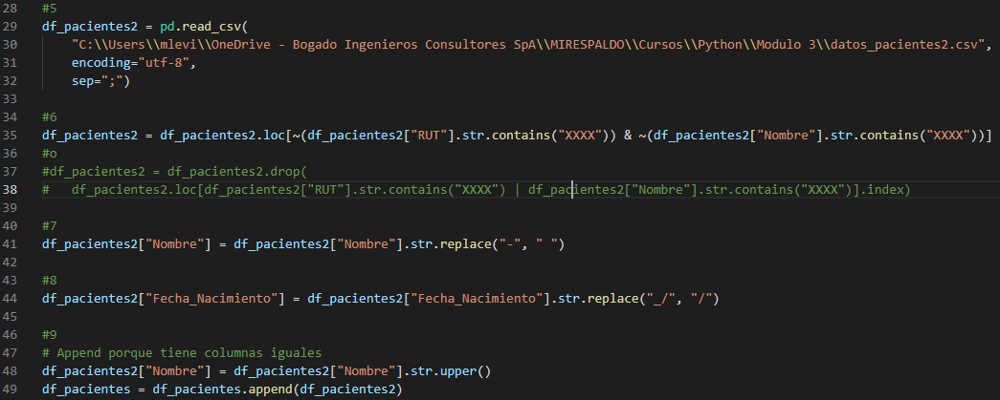 28 #5
29 df_pacientes2 = pd.read_csv(
30     "C:\\Users\\mlevi\\OneDrive - Bogado Ingenieros Consultores SpA\\MIRESPALDO\\Cursos\\Python\\Modulo 3\\datos_pacientes2.csv",
31     encoding="utf-8",
32     sep=";")
33
34 #6
35 df_pacientes2 = df_pacientes2.loc[~(df_pacientes2["RUT"].str.contains("XXXX")) & ~(df_pacientes2["Nombre"].str.contains("XXXX"))]
36 #o
37 #df_pacientes2 = df_pacientes2.drop(
38 #   df_pacientes2.loc[df_pacientes2["RUT"].str.contains("XXXX") | df_pacientes2["Nombre"].str.contains("XXXX")].index)
39
40 #7
41 df_pacientes2["Nombre"] = df_pacientes2["Nombre"].str.replace("-", " ")
42
43 #8
44 df_pacientes2["Fecha_Nacimiento"] = df_pacientes2["Fecha_Nacimiento"].str.replace("_/", "/")
45
46 #9
47 # Append porque tiene columnas iguales
48 df_pacientes2["Nombre"] = df_pacientes2["Nombre"].str.upper()
49 df_pacientes = df_pacientes.append(df_pacientes2)